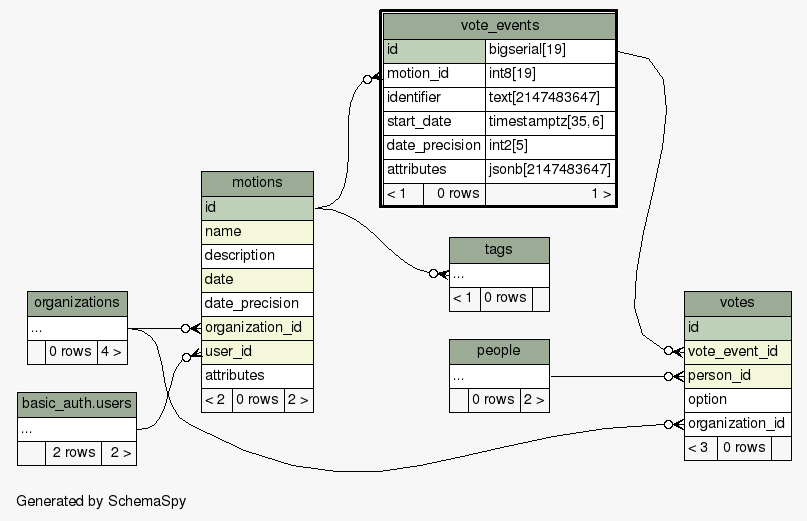 vote_events
id bigserial[19]
motion_id int8[19]
identifier text[2147483647]
start_date timestamptz[35,6]
date_precision int2[5]
attributes jsonb[2147483647]
< 1 0 rows 1 >
motions
id
name
description
date
date_precision
organization_id
user_id
attributes
< 2 0 rows 2 >
tags
...
< 1 0 rows
organizations
...
0 rows 4 >
votes
id
vote_event_id
person_id
option
organization_id
< 3 0 rows
people
...
0 rows 2 >
basic_auth.users
...
2 rows 2 >
Generated by SchemaSpy